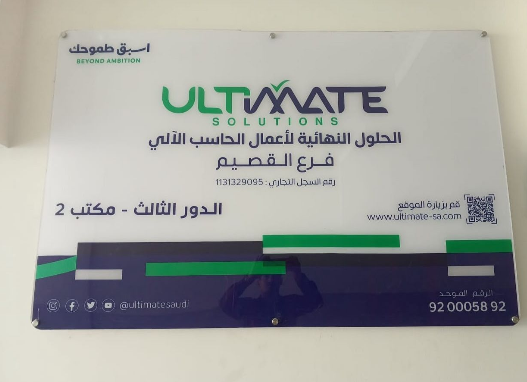 اسبق طموحك
BEYOND AMBITION
ULTIMATE
SOLUTIONS
الحلول النهائية لأعمال الحاسب الآلي
فرع القصيم
رقم السجل التجاري : 1131329095
الدور الثالث - مكتب 2
قم بزيارة الموقع
www.ultimate-sa.com
@ultimatesaudi
الرقم الموحد
92 00058 92